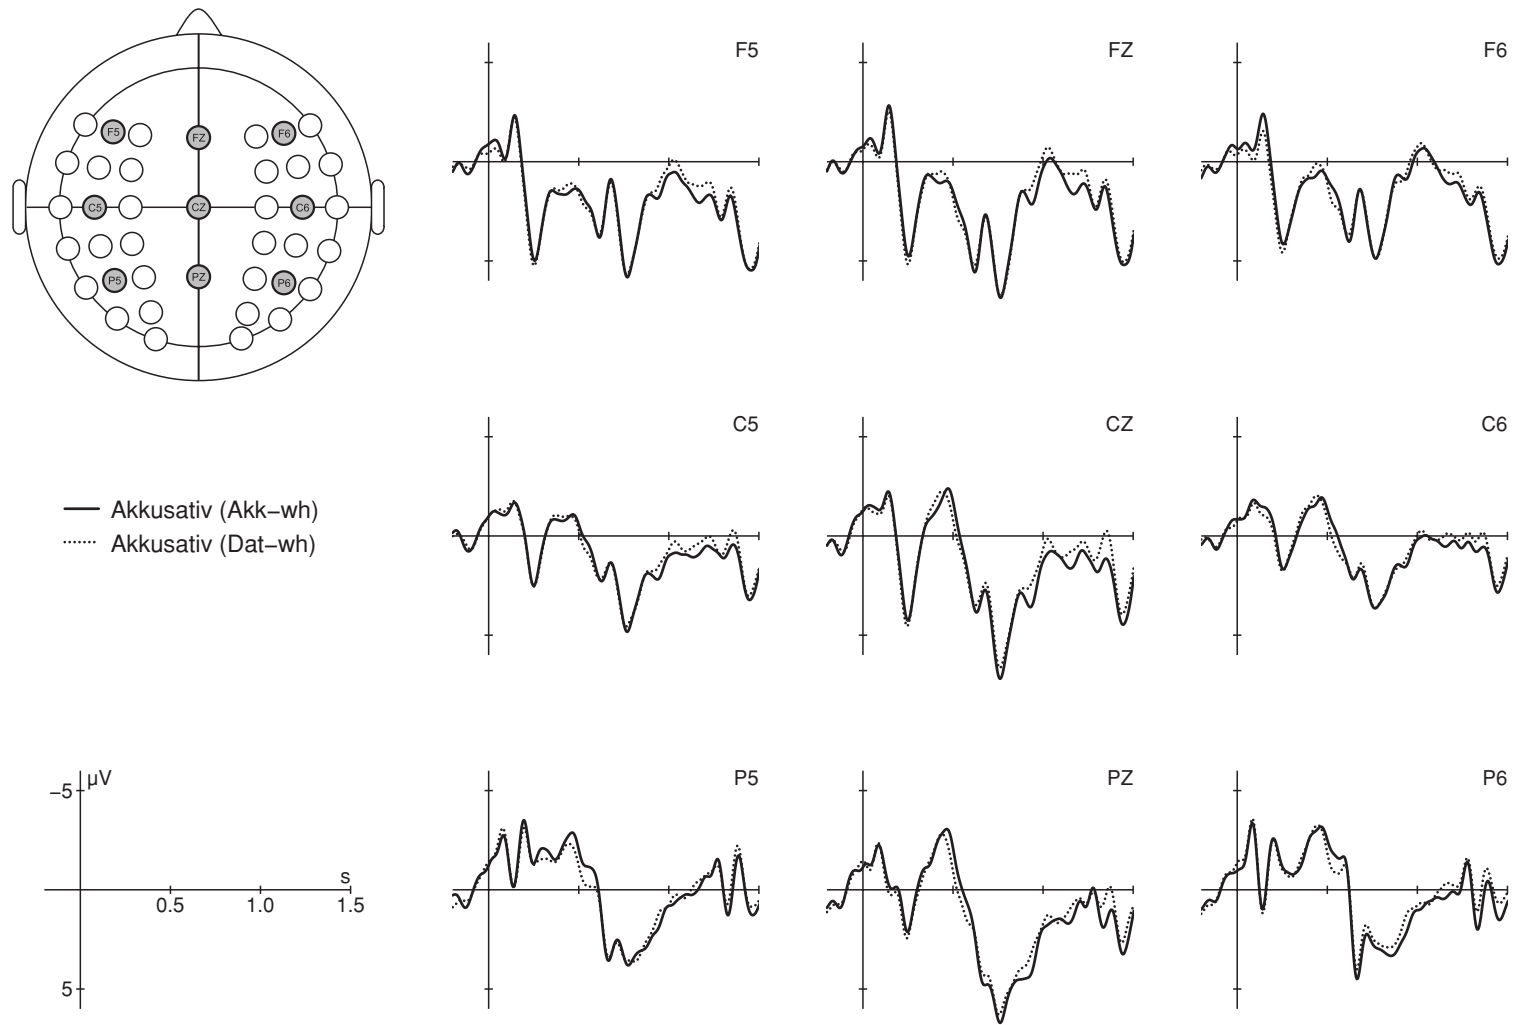 F5
FZ
F6
F5
FZ
F6
C5
CZ
C6
P5
PZ
P6
C5
CZ
C6
Akkusativ (Akk−wh)
Akkusativ (Dat−wh)
P5
PZ
P6
µV
−5
s
0.5 1.0 1.5
5